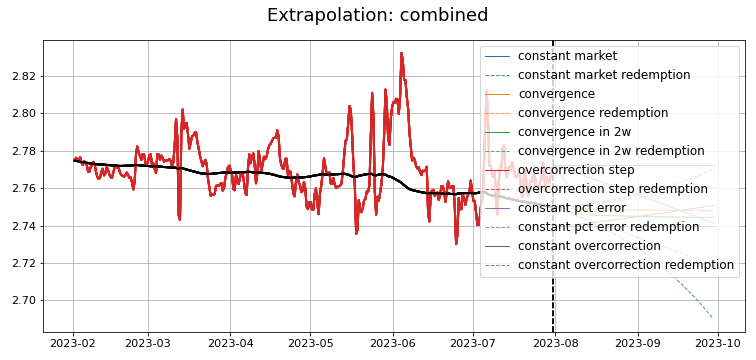 Extrapolation: combined
constant market
constant market redemption
convergence
convergence redemption
convergence in 2w
convergence in 2w redemption
overcorrection step
overcorrection step redemption
constant pct error
constant pct error redemption
constant overcorrection
constant overcorrection redemption
2.82
2.80
2.78
2.76
2.74
2.72
2.70
2023-02 2023-03 2023-04 2023-05 2023-06 2023-07 2023-08 2023-09 2023-10